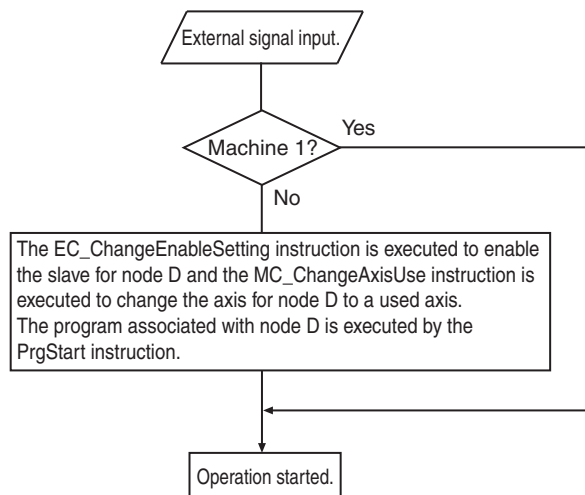 External signal input.
Machine 1?
Yes
No
The EC_ChangeEnableSetting instruction is executed to enable
the slave for node D and the MC_ChangeAxisUse instruction is
executed to change the axis for node D to a used axis.
The program associated with node D is executed by the
PrgStart instruction.
Operation started.